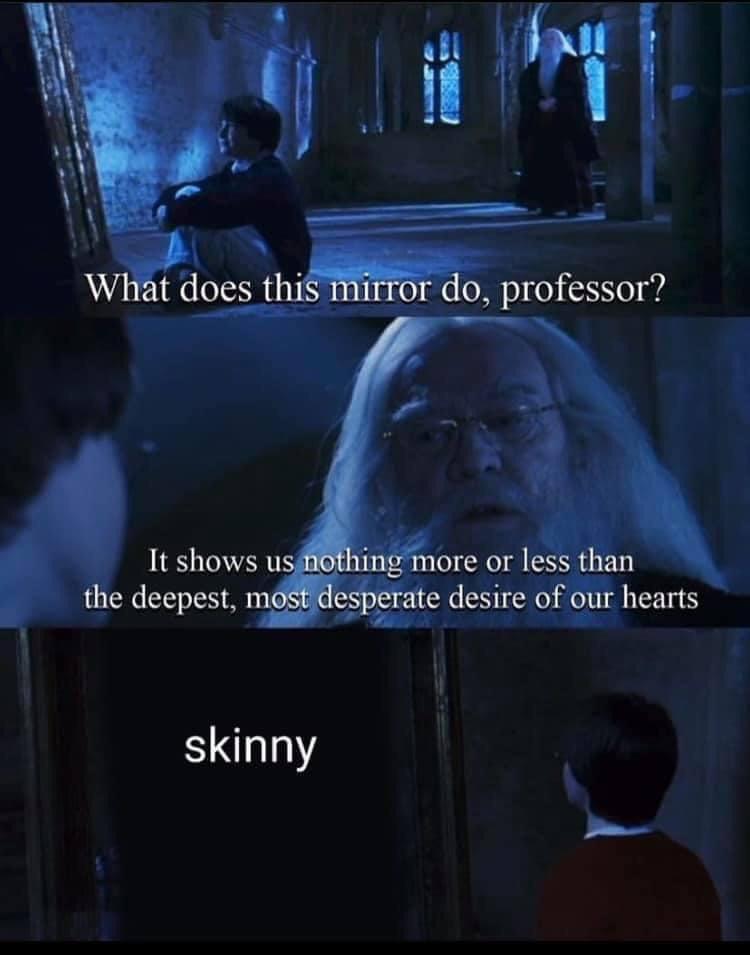 What does this mirror do, professor?
It shows us nothing more or less than
the deepest, most desperate desire of our hearts
skinny